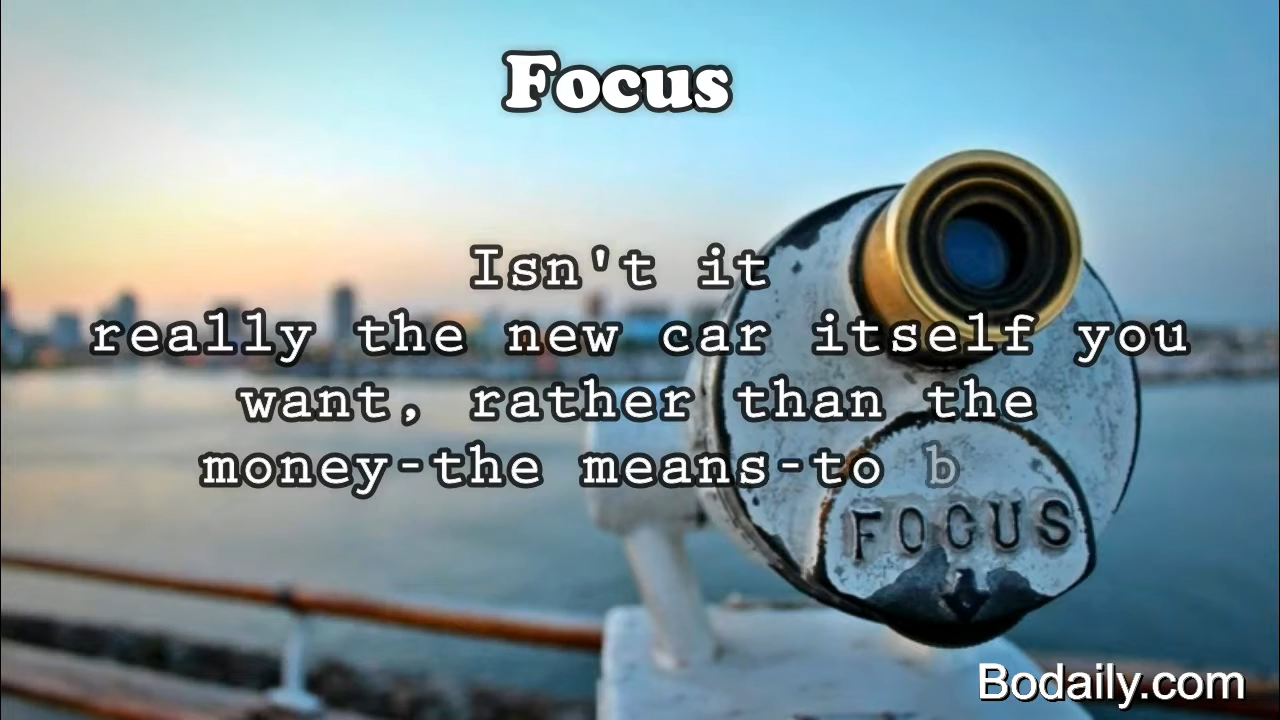 Focus
Isn't it
really the new car itself you
want, rather than the
money-the means-to b
FOCUS
Bodaily.com